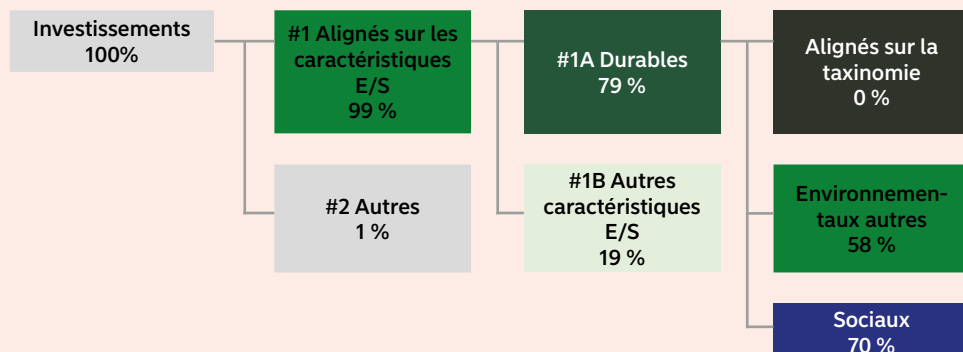 Investissements
100%
#1 Alignés sur les
caractéristiques
E/S
99 %
#1A Durables
79 %
Alignés sur la
taxinomie
0 %
#2 Autres
1 %
#1B Autres
caractéristiques
E/S
19 %
Environnemen-
taux autres
58 %
Sociaux
70 %